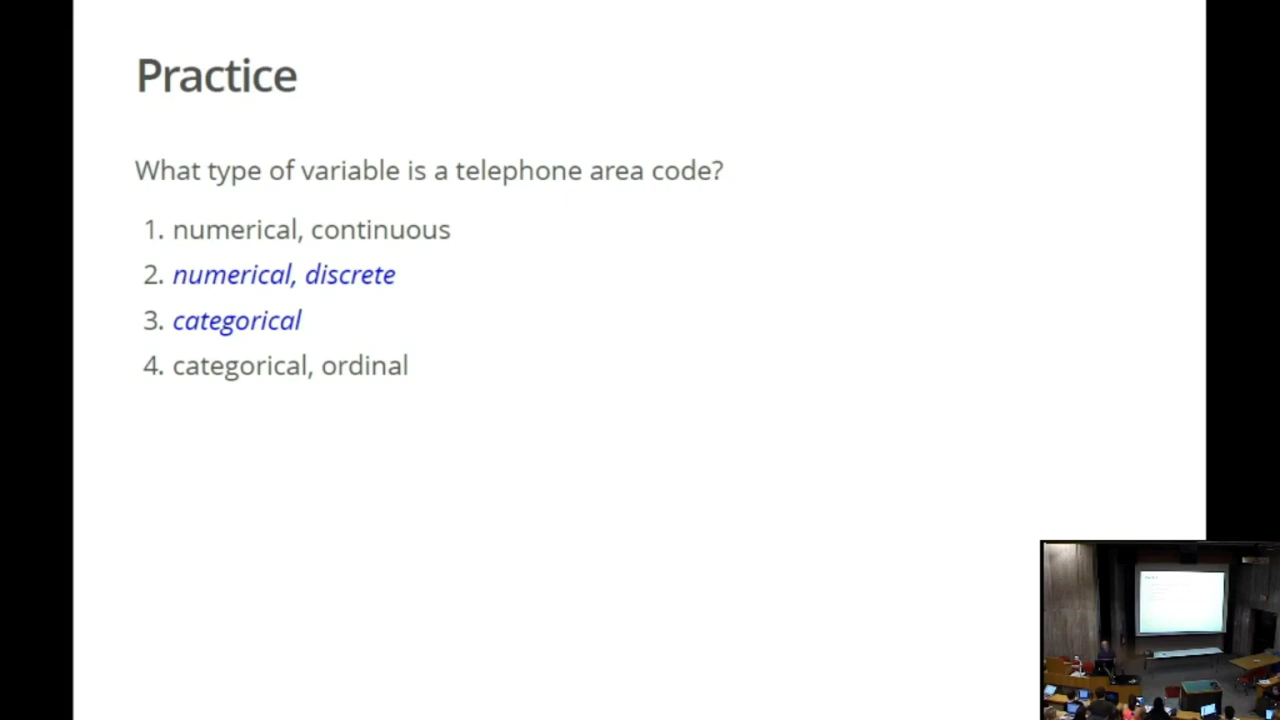 Practice
What type of variable is a telephone area code?
1. numerical, continuous
2. numerical, discrete
3. categorical
4. categorical, ordinal